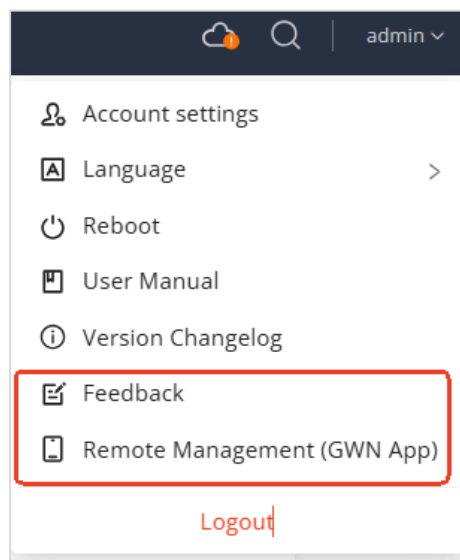 admin
Account settings
Language
Reboot
User Manual
Version Changelog
Feedback
Remote Management (GWN App)
Logout